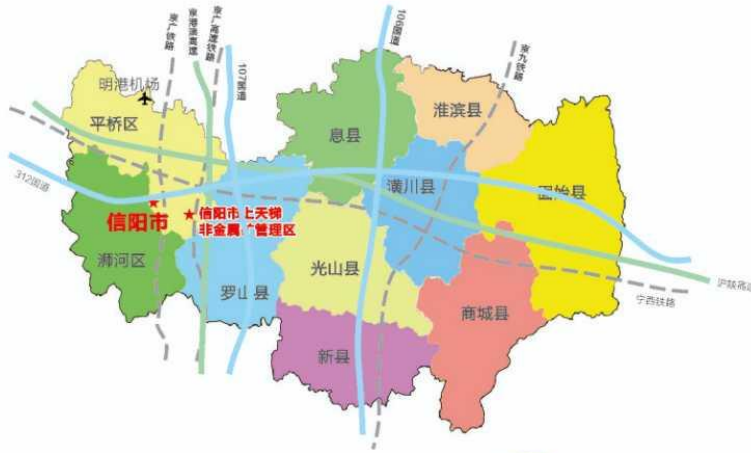 京广铁路
京港澳高速
京广高速铁路
107国道
106国道
京九铁路
明港机场
平桥区
息县
淮滨县
312国道
潢川县
固始县
信阳市
信阳市上天梯
非金属矿管理区
浉河区
罗山县
光山县
商城县
新县
沪陕高速
宁西铁路